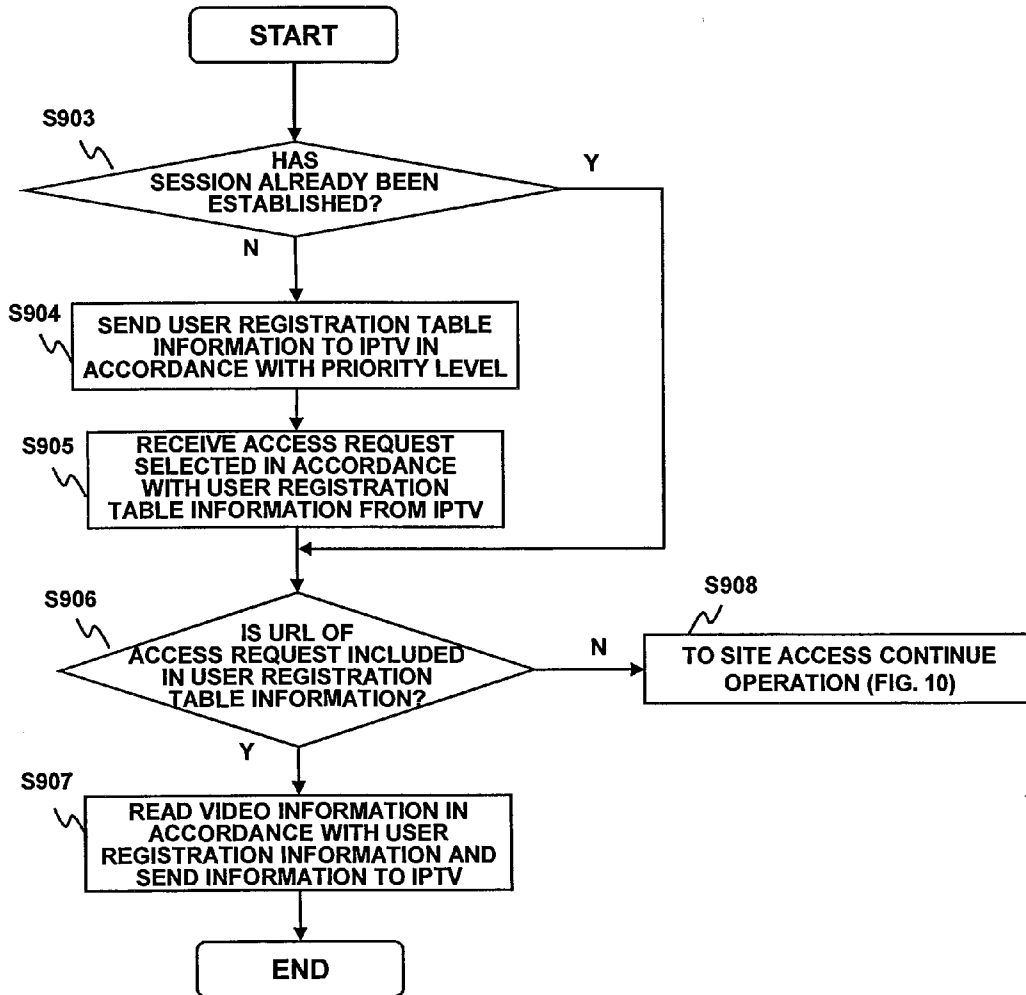 START
S903
HAS
SESSION ALREADY BEEN
ESTABLISHED?
Y
N
S904
SEND USER REGISTRATION TABLE
INFORMATION TO IPTV IN
ACCORDANCE WITH PRIORITY LEVEL
S905
RECEIVE ACCESS REQUEST
SELECTED IN ACCORDANCE
WITH USER REGISTRATION
TABLE INFORMATION FROM IPTV
S906
IS URL OF
ACCESS REQUEST INCLUDED
IN USER REGISTRATION
TABLE INFORMATION?
N
S908
TO SITE ACCESS CONTINUE
OPERATION (FIG. 10)
Y
S907
READ VIDEO INFORMATION IN
ACCORDANCE WITH USER
REGISTRATION INFORMATION AND
SEND INFORMATION TO IPTV
END